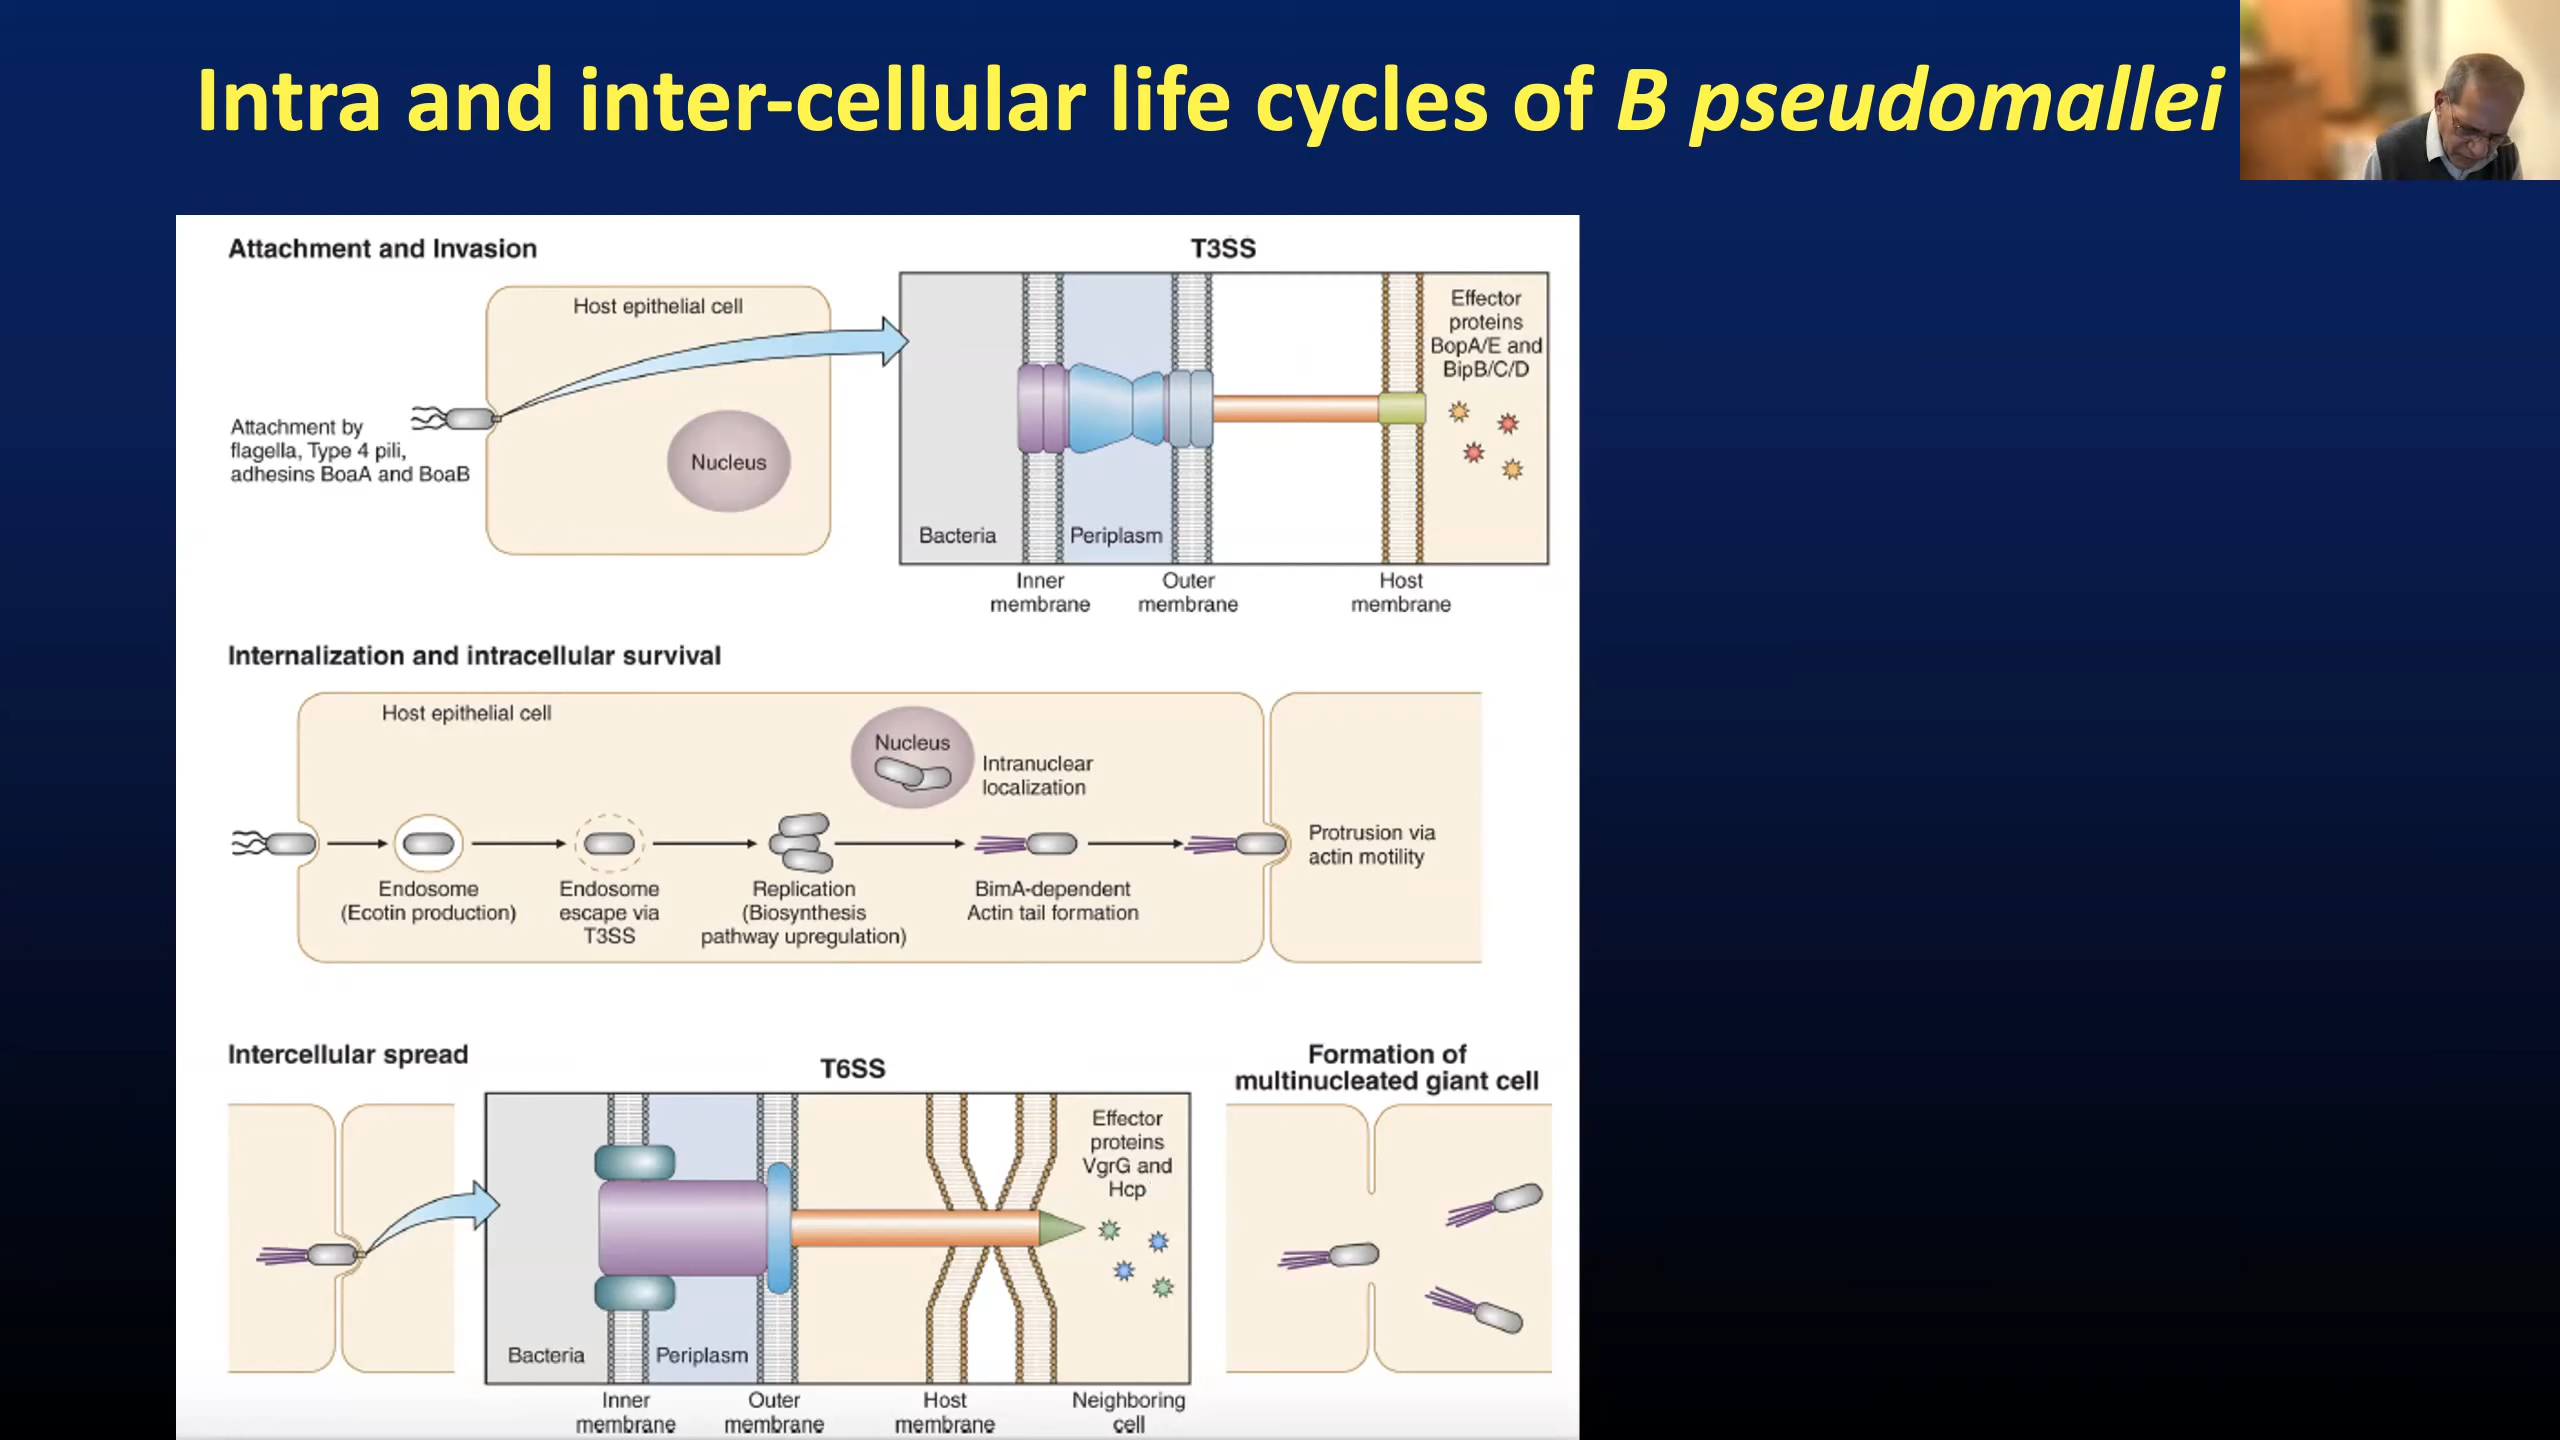 Intra and inter-cellular life cycles of B pseudomallei
Attachment and Invasion
T3SS
Host epithelial cell
Attachment by
flagella, Type 4 pili,
adhesins BoaA and BoaB
Nucleus
Effector
proteins
BopA/E and
BipB/C/D
Bacteria
Periplasm
Inner
membrane
Outer
membrane
Host
membrane
Internalization and intracellular survival
Host epithelial cell
Nucleus
Intranuclear
localization
Endosome
(Ecotin production)
Endosome
escape via
T3SS
Replication
(Biosynthesis
pathway upregulation)
BimA-dependent
Actin tail formation
Protrusion via
actin motility
Intercellular spread
T6SS
Effector
proteins
VgrG and
Hcp
Bacteria
Periplasm
Inner
membrane
Outer
membrane
Host
membrane
Neighboring
cell
Formation of
multinucleated giant cell